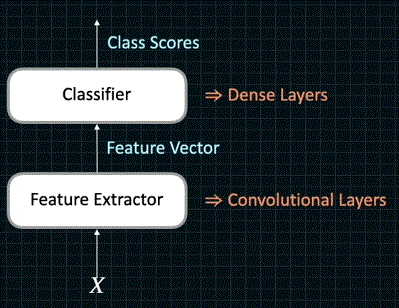 Class Scores
Classifier ⇒ Dense Layers
Feature Vector
Feature Extractor ⇒ Convolutional Layers
X